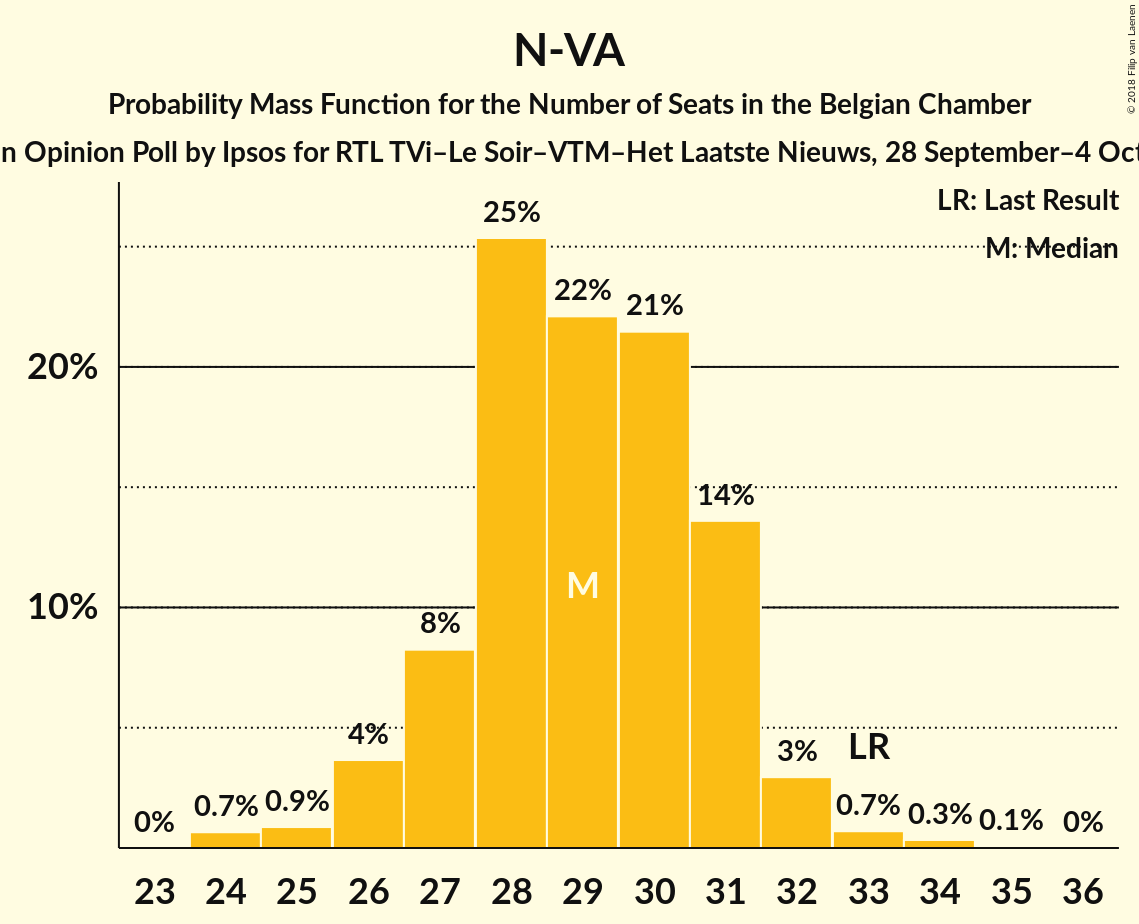 N-VA
Probability Mass Function for the Number of Seats in the Belgian Chamber
n Opinion Poll by Ipsos for RTL TVi–Le Soir–VTM–Het Laatste Nieuws, 28 September–4 Oct
© 2018 Filip van Laenen
LR: Last Result
M: Median
25%
22%
21%
20%
14%
M
10%
8%
4%
3%
LR
0%
0.7%
0.9%
0.7%
0.3%
0.1%
0%
23 24 25 26 27 28 29 30 31 32 33 34 35 36